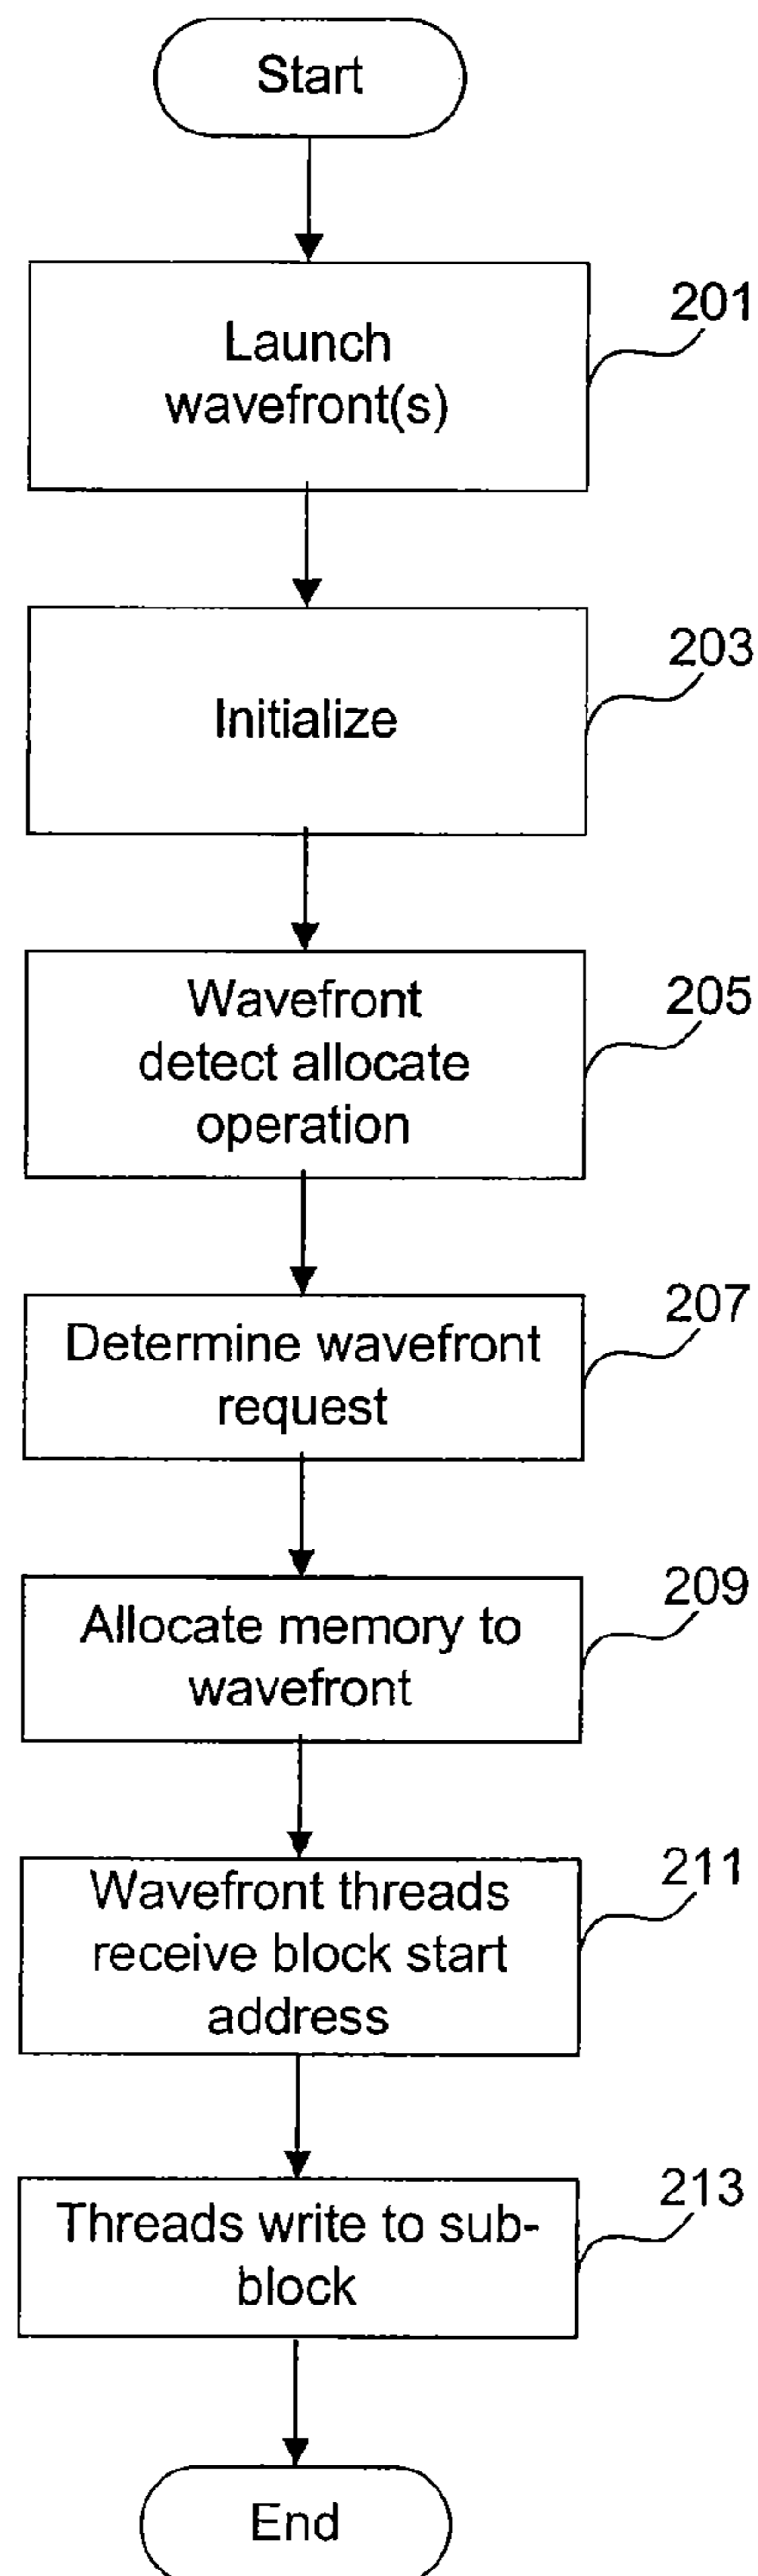 Start
Launch
wavefront(s)
201
Initialize
203
Wavefront
detect allocate
operation
205
Determine wavefront
request
207
Allocate memory to
wavefront
209
Wavefront threads
receive block start
address
211
Threads write to sub-
block
213
End